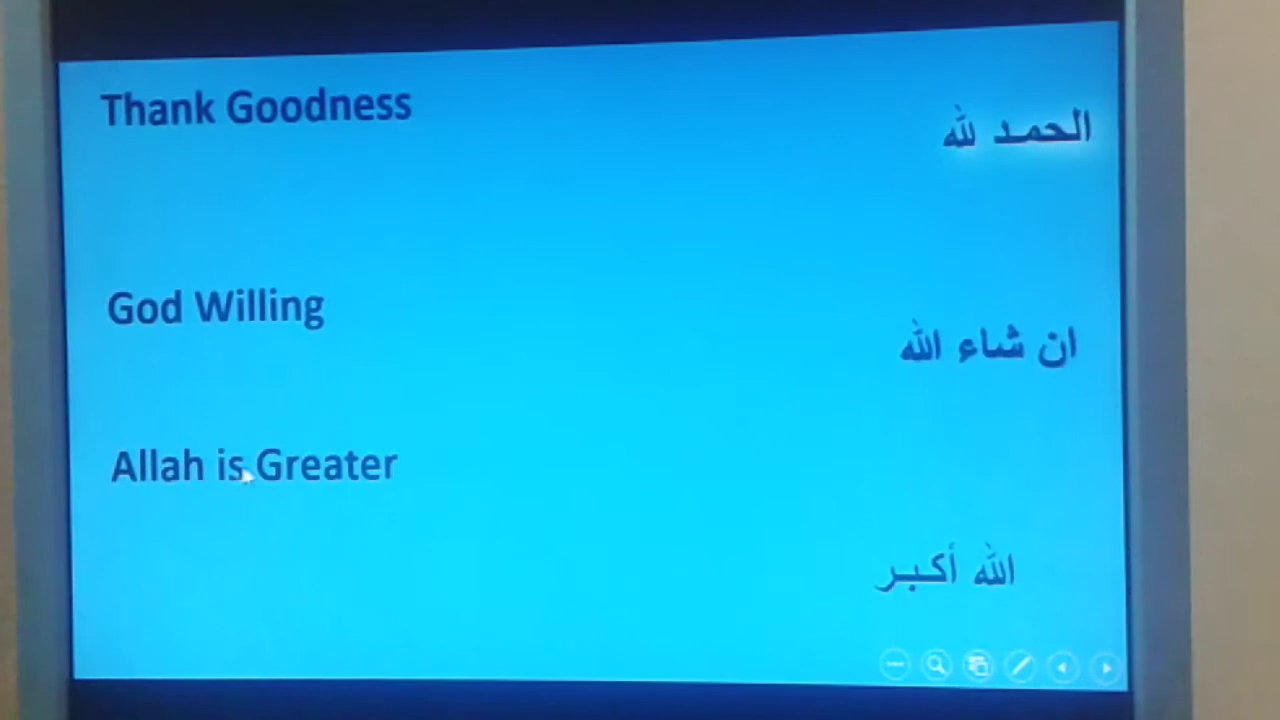 Thank Goodness
الحمد لله
God Willing
ان شاء الله
Allah is Greater
الله أكبر